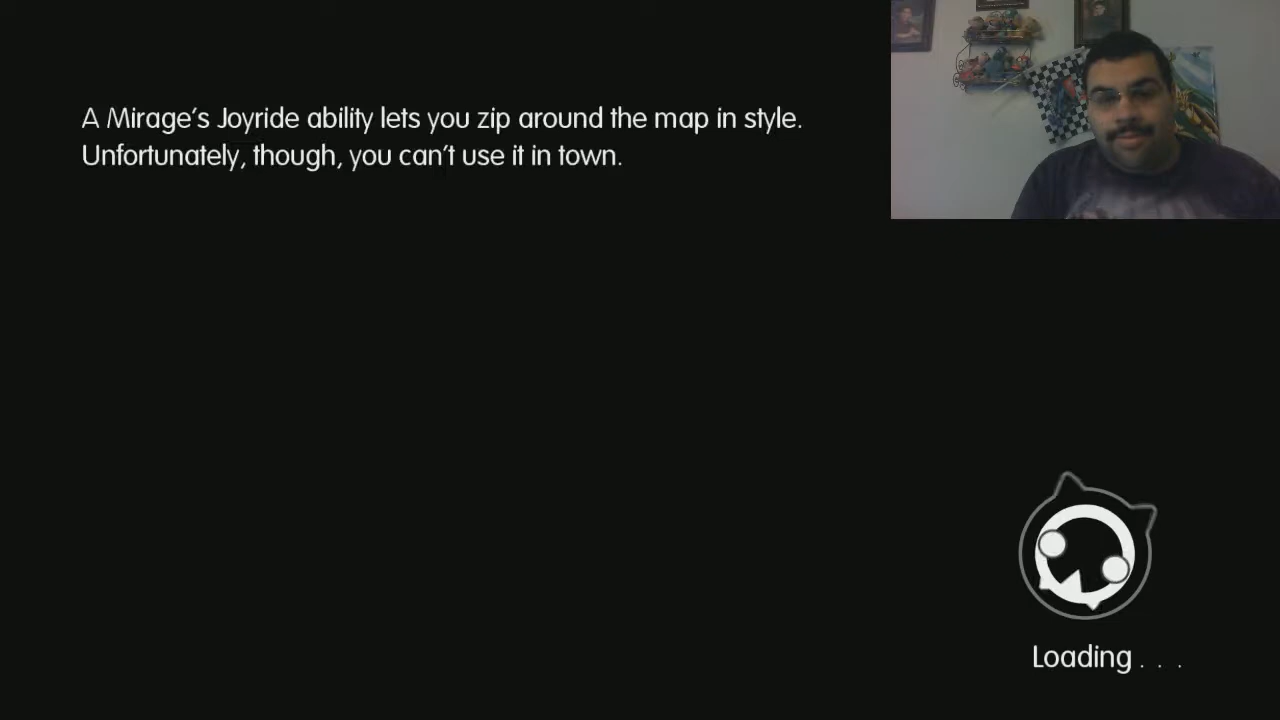 A Mirage's Joyride ability lets you zip around the map in style.
Unfortunately, though, you can't use it in town.
Loading . . .